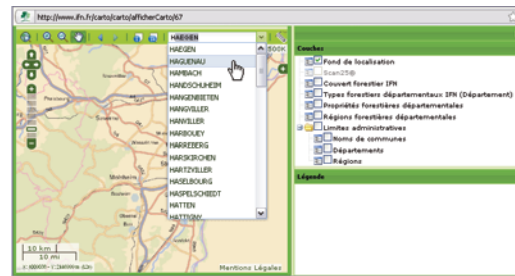 http://www.ifn.fr/carto/carto/afficherCarto/67
HAEGEN
HAEGEN
HAGUENAU
HAMBACH
HANDSCHUHEIM
HANGENBIETEN
HANGVILLER
HANVILLER
HARBOUEY
HARREBERG
HARSKIRCHEN
HARTZVILLER
HASELBOURG
HASPELSCHIEDT
HATTEN
HATTIGNY
10 km
10 mi
Mentions Légales
Couches
Fond de localisation
Scan25®
Couvert forestier IFN
Types forestiers départementaux IFN (Département)
Propriétés forestières départementales
Régions forestières départementales
Limites administratives
Noms de communes
Départements
Régions
Légende